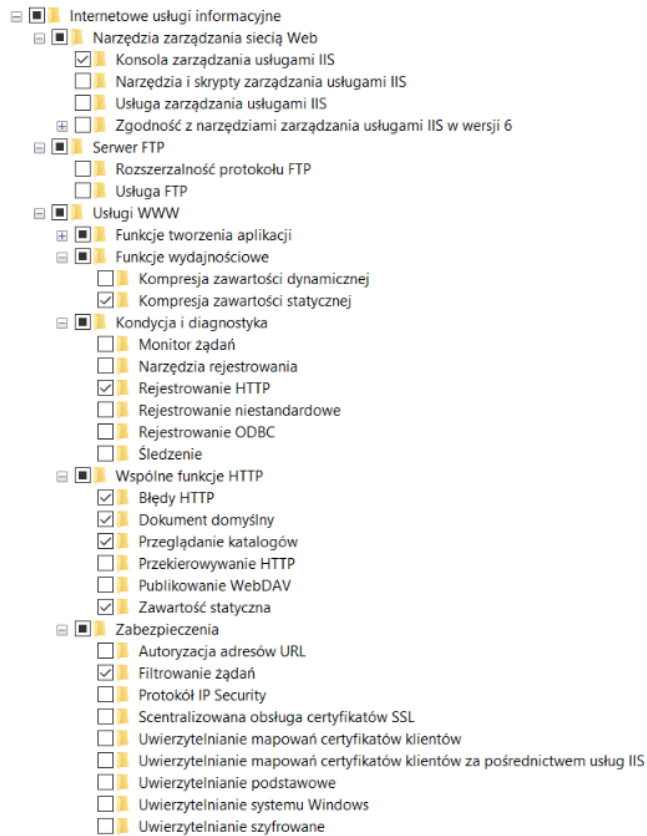 Internetowe usługi informacyjne
Narzędzia zarządzania siecią Web
Konsola zarządzania usługami IIS
Narzędzia i skrypty zarządzania usługami IIS
Usługa zarządzania usługami IIS
Zgodność z narzędziami zarządzania usługami IIS w wersji 6
Serwer FTP
Rozszerzalność protokołu FTP
Usługa FTP
Usługi WWW
Funkcje tworzenia aplikacji
Funkcje wydajnościowe
Kompresja zawartości dynamicznej
Kompresja zawartości statycznej
Kondycja i diagnostyka
Monitor żądań
Narzędzia rejestrowania
Rejestrowanie HTTP
Rejestrowanie niestandardowe
Rejestrowanie ODBC
Śledzenie
Wspólne funkcje HTTP
Błędy HTTP
Dokument domyślny
Przeglądanie katalogów
Przekierowywanie HTTP
Publikowanie WebDAV
Zawartość statyczna
Zabezpieczenia
Autoryzacja adresów URL
Filtrowanie żądań
Protokół IP Security
Scentralizowana obsługa certyfikatów SSL
Uwierzytelnianie mapowań certyfikatów klientów
Uwierzytelnianie mapowań certyfikatów klientów za pośrednictwem usług IIS
Uwierzytelnianie podstawowe
Uwierzytelnianie systemu Windows
Uwierzytelnianie szyfrowane